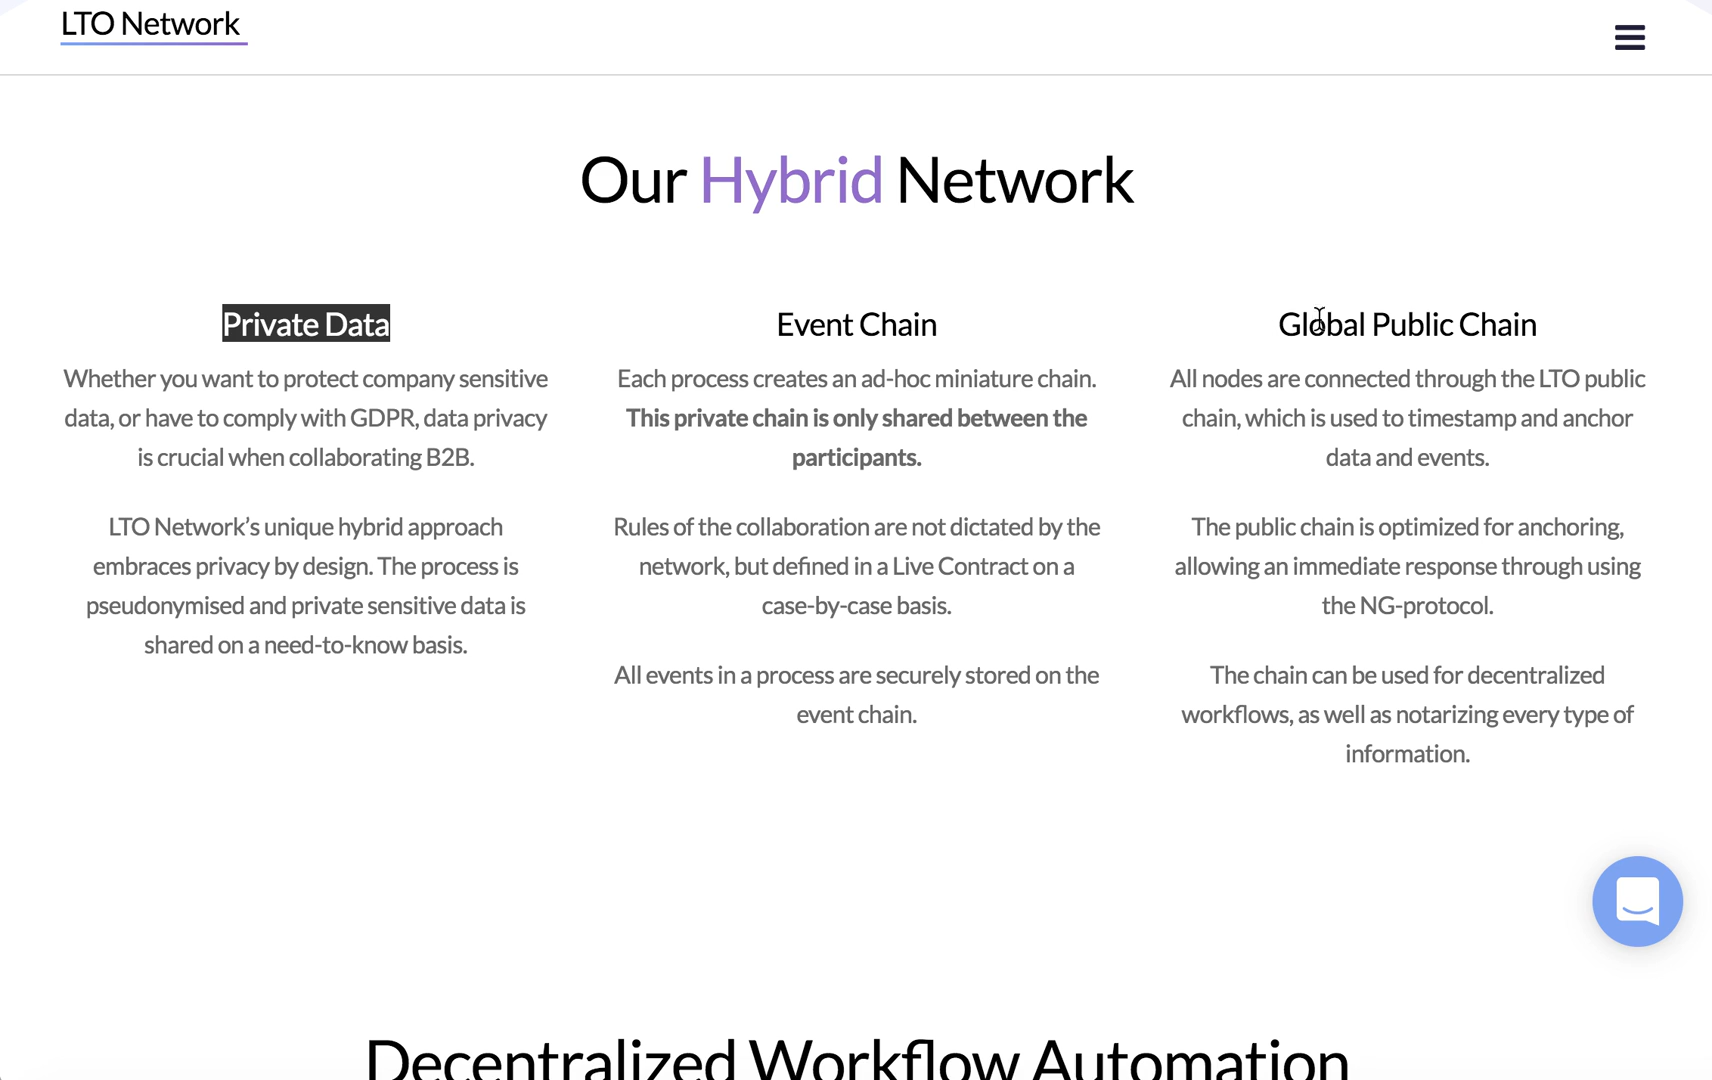 LTO Network
Our Hybrid Network
Private Data
Whether you want to protect company sensitive
data, or have to comply with GDPR, data privacy
is crucial when collaborating B2B.
LTO Network’s unique hybrid approach
embraces privacy by design. The process is
pseudonymised and private sensitive data is
shared on a need-to-know basis.
Event Chain
Each process creates an ad-hoc miniature chain.
This private chain is only shared between the
participants.
Rules of the collaboration are not dictated by the
network, but defined in a Live Contract on a
case-by-case basis.
All events in a process are securely stored on the
event chain.
Global Public Chain
All nodes are connected through the LTO public
chain, which is used to timestamp and anchor
data and events.
The public chain is optimized for anchoring,
allowing an immediate response through using
the NG-protocol.
The chain can be used for decentralized
workflows, as well as notarizing every type of
information.
Decentralized Workflow Automation